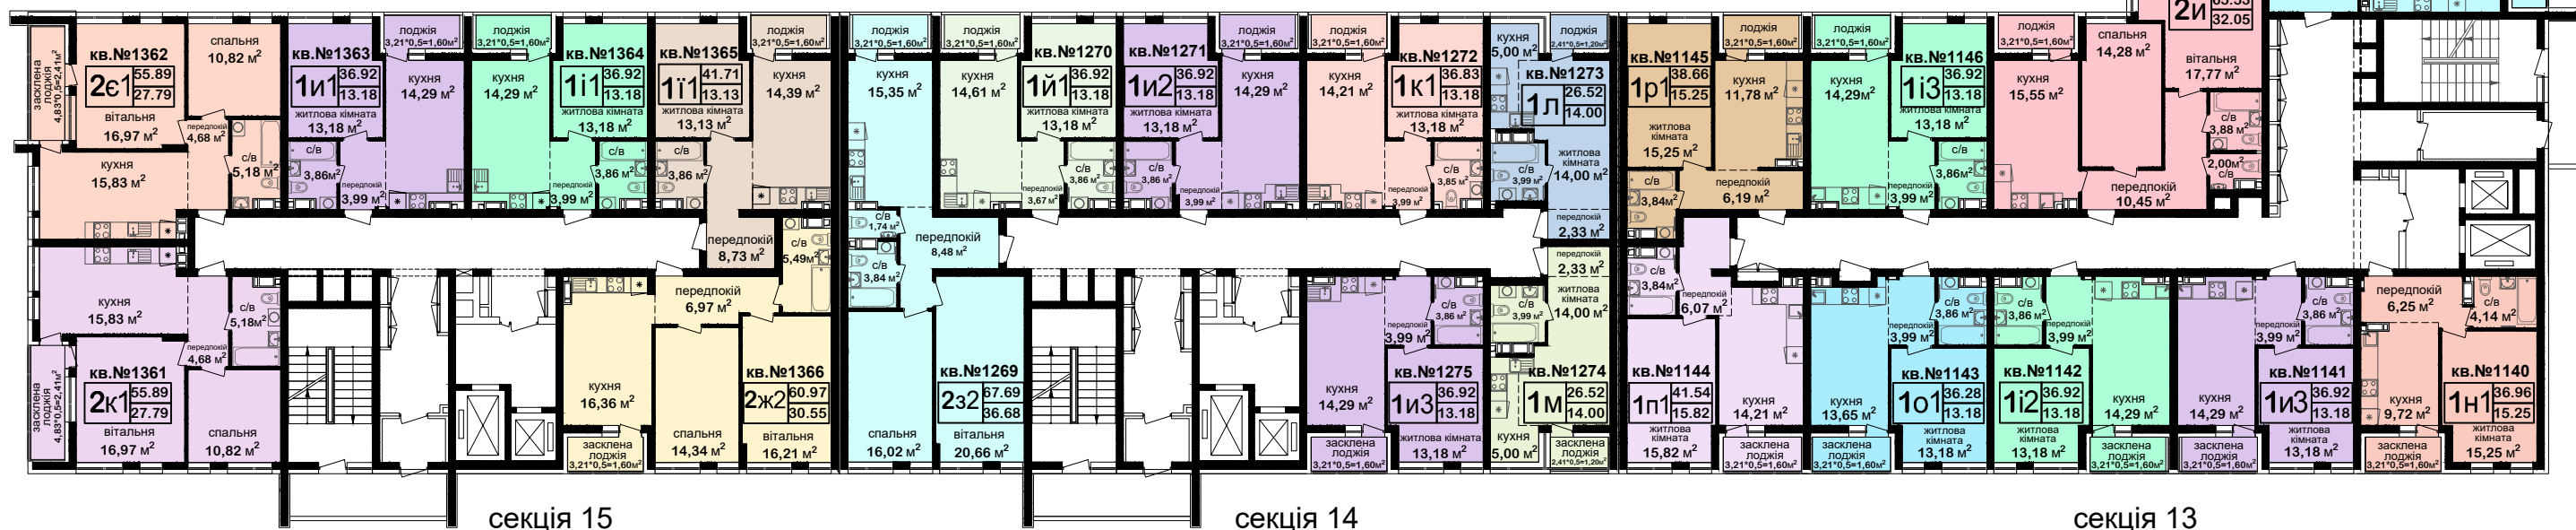 засклена
лоджія
4,83*0,5=2,41м²
кв.№1362
2є1
55.89
27.79
вітальня
16,97 м²
спальня
10,82 м²
передпокій
4,68 м²
с/в
5,18 м²
кухня
15,83 м²
кв.№1363
1и1
36.92
13.18
житлова кімната
13,18 м²
с/в
3,86м²
передпокій
3,99 м²
лоджія
3,21*0,5=1,60м²
кухня
14,29 м²
лоджія
3,21*0,5=1,60м²
кухня
14,29 м²
кв.№1364
1і1
36.92
13.18
житлова кімната
13,18 м²
с/в
3,86 м²
передпокій
3,99 м²
кв.№1365
1ї1
41.71
13.13
житлова кімната
13,13 м²
с/в
3,86 м²
лоджія
3,21*0,5=1,60м²
кухня
14,39 м²
передпокій
8,73 м²
лоджія
3,21*0,5=1,60м²
кухня
15,35 м²
с/в
1,74 м²
передпокій
8,48 м²
с/в
3,84 м²
кв.№1269
2з2
67.69
36.68
спальня
16,02 м²
вітальня
20,66 м²
лоджія
3,21*0,5=1,60м²
кухня
14,61 м²
кв.№1270
1й1
36.92
13.18
житлова кімната
13,18 м²
с/в
3,86 м²
передпокій
3,67 м²
кв.№1271
1и2
36.92
13.18
житлова кімната
13,18 м²
с/в
3,86 м²
передпокій
3,99 м²
лоджія
3,21*0,5=1,60м²
кухня
14,29 м²
лоджія
3,21*0,5=1,60м²
кухня
14,21 м²
кв.№1272
1к1
36.83
13.18
житлова кімната
13,18 м²
с/в
3,85 м²
передпокій
3,99 м²
кухня
5,00 м²
лоджія
2,41*0,5=1,20м²
кв.№1273
1л
26.52
14.00
житлова
кімната
14,00 м²
с/в
3,99 м²
передпокій
2,33 м²
кв.№1145
1р1
38.66
15.25
житлова
кімната
15,25 м²
с/в
3,84м²
лоджія
3,21*0,5=1,60м²
кухня
11,78 м²
передпокій
6,19 м²
лоджія
3,21*0,5=1,60м²
кухня
14,29м²
кв.№1146
1і3
36.92
13.18
житлова кімната
13,18 м²
с/в
3,86м²
передпокій
3,99 м²
лоджія
3,21*0,5=1,60м²
кухня
15,55 м²
спальня
14,28 м²
2и
32.05
вітальня
17,77 м²
с/в
3,88 м²
2,00м²
с/в
передпокій
10,45 м²
кухня
15,83 м²
с/в
5,18м²
передпокій
4,68 м²
засклена
лоджія
4,83*0,5=2,41м²
кв.№1361
2к1
55.89
27.79
вітальня
16,97 м²
спальня
10,82 м²
с/в
5,49м²
передпокій
6,97 м²
кухня
16,36 м²
засклена
лоджія
3,21*0,5=1,60м²
спальня
14,34 м²
кв.№1366
2ж2
60.97
30.55
вітальня
16,21 м²
кухня
14,29 м²
засклена
лоджія
3,21*0,5=1,60м²
с/в
3,86 м²
передпокій
3,99 м²
кв.№1275
1и3
36.92
13.18
житлова кімната
13,18 м²
2,33 м²
передпокій
житлова
кімната
14,00 м²
с/в
3,99 м²
кв.№1274
1м
26.52
14.00
кухня
5,00 м²
засклена
лоджія
2,41*0,5=1,20м²
с/в
3,84м²
передпокій
6,07 м²
кв.№1144
1п1
41.54
15.82
житлова
кімната
15,82 м²
кухня
14,21 м²
засклена
лоджія
3,21*0,5=1,60м²
кухня
13,65 м²
засклена
лоджія
3,21*0,5=1,60м²
с/в
3,86 м²
передпокій
3,99 м²
кв.№1143
1о1
36.28
13.18
житлова кімната
13,18 м²
с/в
3,86 м²
передпокій
3,99 м²
кв.№1142
1і2
36.92
13.18
житлова
кімната
13,18 м²
кухня
14,29 м²
засклена
лоджія
3,21*0,5=1,60м²
кухня
14,29 м²
засклена
лоджія
3,21*0,5=1,60м²
с/в
3,86 м²
передпокій
3,99 м²
кв.№1141
1и3
36.92
13.18
житлова кімната
13,18 м²
передпокій
6,25 м²
с/в
4,14 м²
кухня
9,72 м²
засклена
лоджія
3,21*0,5=1,60м²
кв.№1140
1н1
36.96
15.25
житлова
кімната
15,25 м²
секція 15
секція 14
секція 13